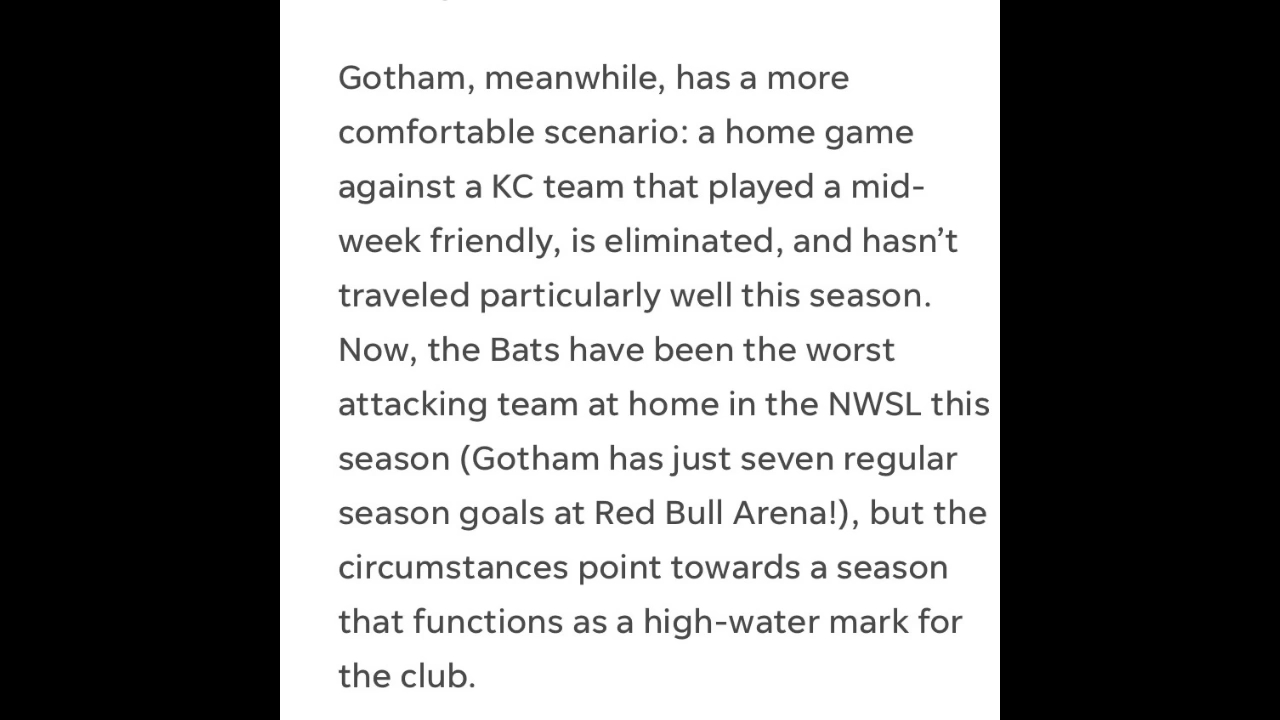 Gotham, meanwhile, has a more
comfortable scenario: a home game
against a KC team that played a mid-
week friendly, is eliminated, and hasn’t
traveled particularly well this season.
Now, the Bats have been the worst
attacking team at home in the NWSL this
season (Gotham has just seven regular
season goals at Red Bull Arena!), but the
circumstances point towards a season
that functions as a high-water mark for
the club.